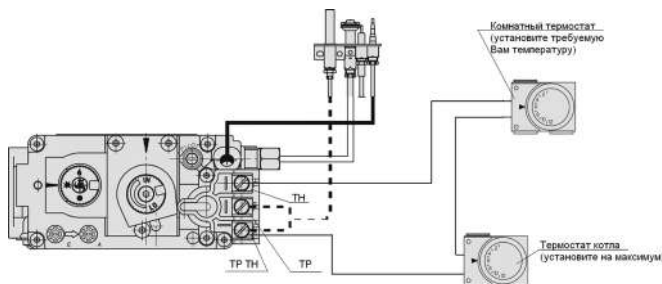 Комнатный термостат
(установите требуемую
Вам температуру)
TH
Термостат котла
(установите на максимум)
TP TH
TP